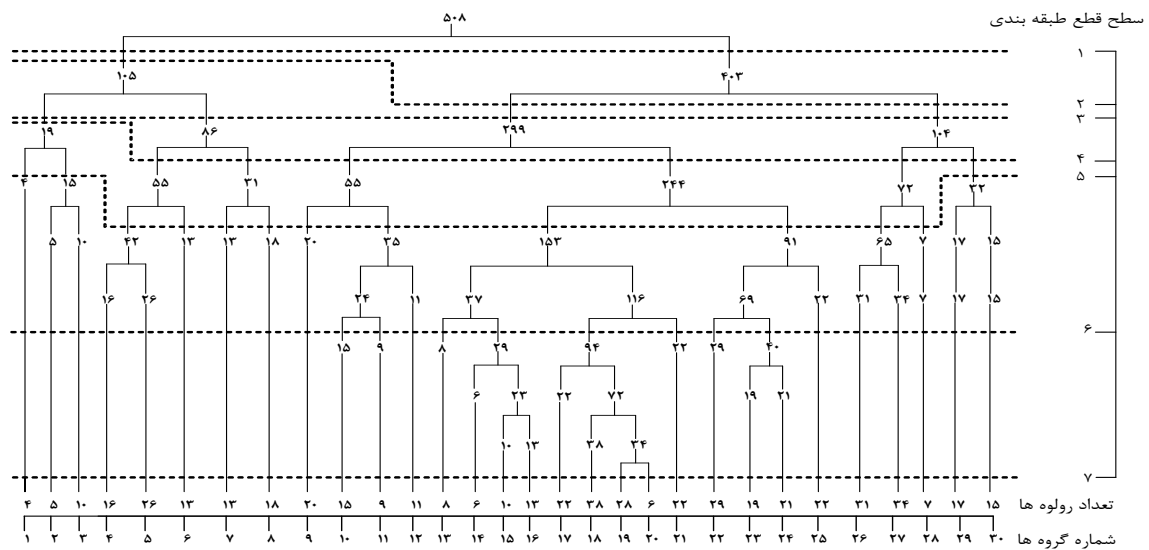 سطح قطع طبقه بندی
۵۰۸
۱
۴۰۳ ۱۰۵
۲
۳
۱۰۴ ۲۹۹ ۸۶ ۱۹
۴
۵
۳۲ ۷۲ ۲۴۴ ۵۵ ۳۱ ۵۵ ۱۵ ۴
۱۵ ۱۷ ۷ ۶۵ ۹۱ ۱۵۳ ۳۵ ۲۰ ۱۸ ۱۳ ۱۳ ۴۲ ۱۰ ۵
۱۵ ۱۷ ۷ ۳۴ ۳۱ ۲۲ ۶۹ ۱۱۶ ۳۷ ۱۱ ۲۴ ۲۶ ۱۶
۶
۴۰ ۲۹ ۲۲ ۹۴ ۲۹ ۸ ۹ ۱۵
۲۱ ۱۹ ۷۲ ۲۲ ۲۳ ۶
۳۴ ۳۸ ۱۳ ۱۰
۷
تعداد رولوه ها ۱۵ ۱۷ ۷ ۳۴ ۳۱ ۲۲ ۲۱ ۱۹ ۲۹ ۲۲ ۶ ۲۸ ۳۸ ۲۲ ۱۳ ۱۰ ۶ ۸ ۱۱ ۹ ۱۵ ۲۰ ۱۸ ۱۳ ۱۳ ۲۶ ۱۶ ۱۰ ۵ ۴
شماره گروه ها ۳۰ ۲۹ ۲۸ ۲۷ ۲۶ ۲۵ ۲۴ ۲۳ ۲۲ ۲۱ ۲۰ ۱۹ ۱۸ ۱۷ ۱۶ ۱۵ ۱۴ ۱۳ ۱۲ ۱۱ ۱۰ ۹ ۸ ۷ ۶ ۵ ۴ ۳ ۲ ۱